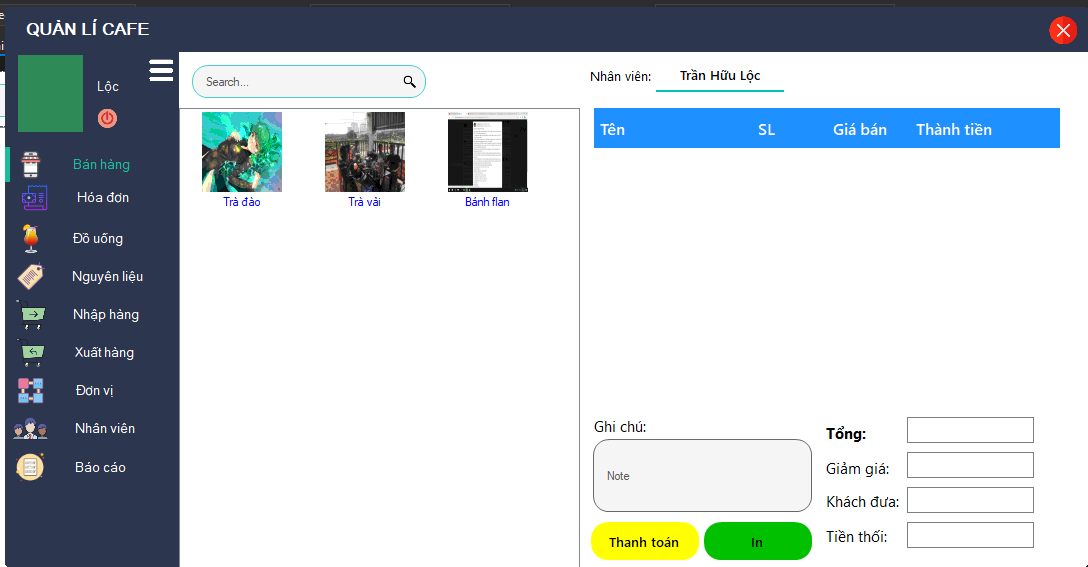 QUẢN LÍ CAFE
Lộc
Bán hàng
Hóa đơn
Đồ uống
Nguyên liệu
Nhập hàng
Xuất hàng
Đơn vị
Nhân viên
Báo cáo
Search...
Trà đào
Trà vải
Bánh flan
Nhân viên: Trần Hữu Lộc
Tên SL Giá bán Thành tiền
Ghi chú:
Note
Thanh toán In
Tổng:
Giảm giá:
Khách đưa:
Tiền thối: